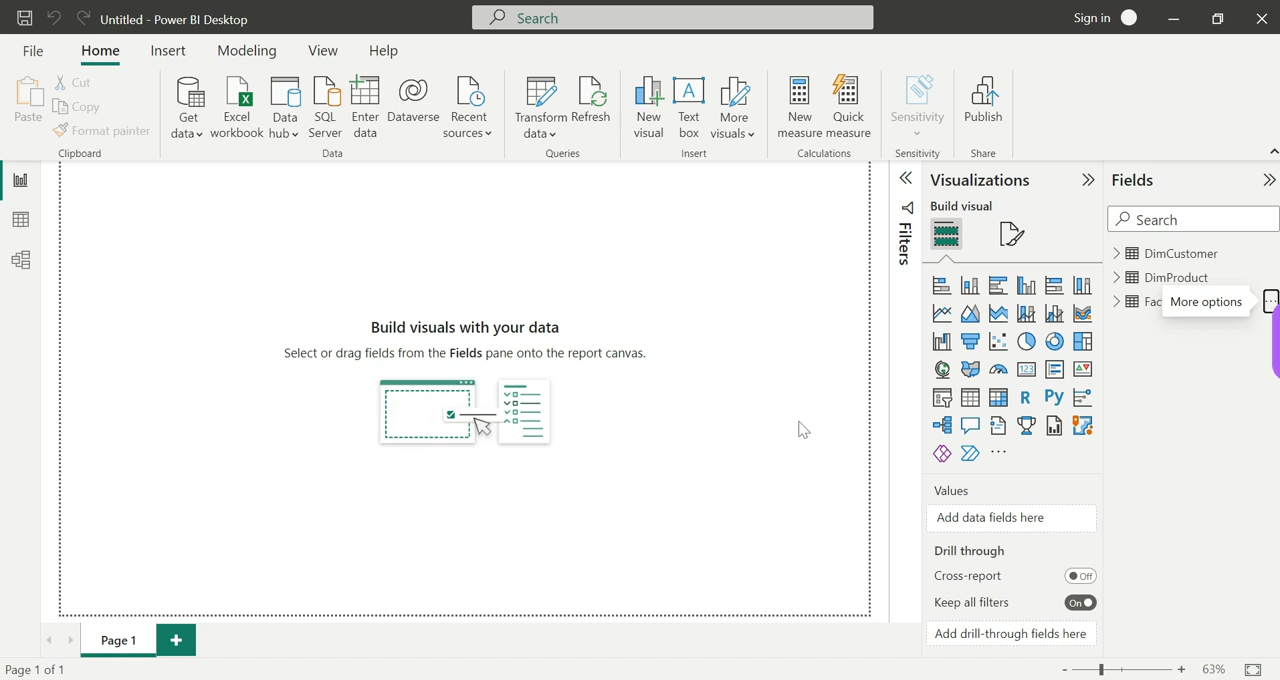 Untitled - Power BI Desktop
Search
Sign in
File Home Insert Modeling View Help
Paste
Cut
Copy
Format painter
Clipboard
Get data
Excel workbook
Data hub
SQL Server
Enter data
Dataverse
Recent sources
Data
Transform data
Refresh
Queries
New visual
Text box
More visuals
Insert
New measure
Quick measure
Calculations
Sensitivity
Sensitivity
Publish
Share
Build visuals with your data
Select or drag fields from the Fields pane onto the report canvas.
Filters
Visualizations
Build visual
123
R
Py
Values
Add data fields here
Drill through
Cross-report
Off
Keep all filters
On
Add drill-through fields here
Fields
Search
DimCustomer
DimProduct
Fac
More options
Page 1
Page 1 of 1
63%